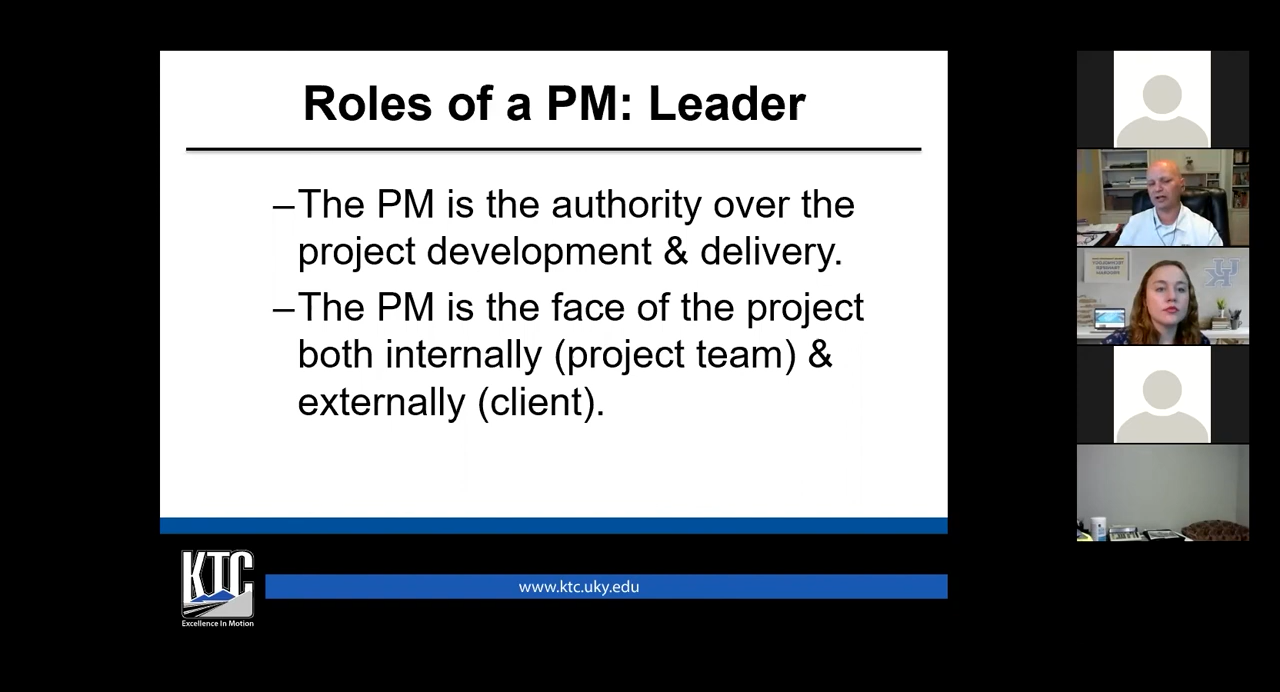 Roles of a PM: Leader
–The PM is the authority over the
project development & delivery.
–The PM is the face of the project
both internally (project team) &
externally (client).
KTC
Excellence In Motion
www.ktc.uky.edu
UK